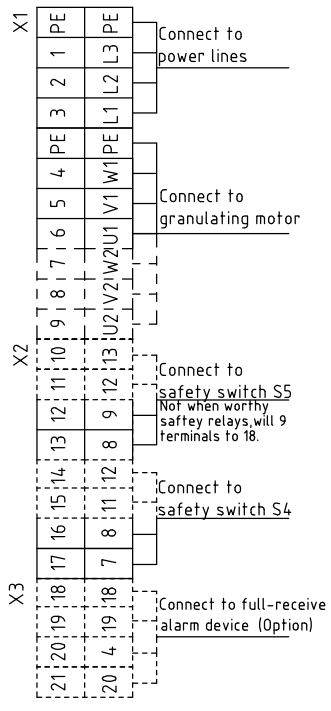 X1
PE PE
1 L3
2 L2
3 L1
Connect to
power lines
PE PE
4 W1
5 V1
6 U1
7 W2
8 V2
9 U2
Connect to
granulating motor
X2
10 13
11 12
12 9
13 8
Connect to
safety switch S5
Not when worthy
saftey relays,will 9
terminals to 18.
14 12
15 11
16 8
17 7
Connect to
safety switch S4
X3
18 18
19 19
20 4
21 20
Connect to full-receive
alarm device (Option)